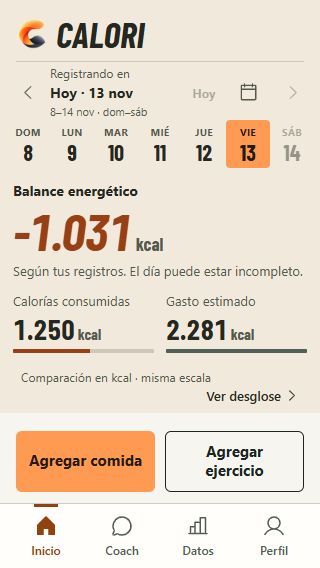 CALORI
Registrando en
Hoy · 13 nov
Hoy
8–14 nov · dom–sáb
DOM LUN MAR MIÉ JUE VIE SÁB
8 9 10 11 12 13 14
Balance energético
-1.031 kcal
Según tus registros. El día puede estar incompleto.
Calorías consumidas Gasto estimado
1.250 kcal 2.281 kcal
Comparación en kcal · misma escala
Ver desglose
Agregar comida
Agregar
ejercicio
Inicio Coach Datos Perfil